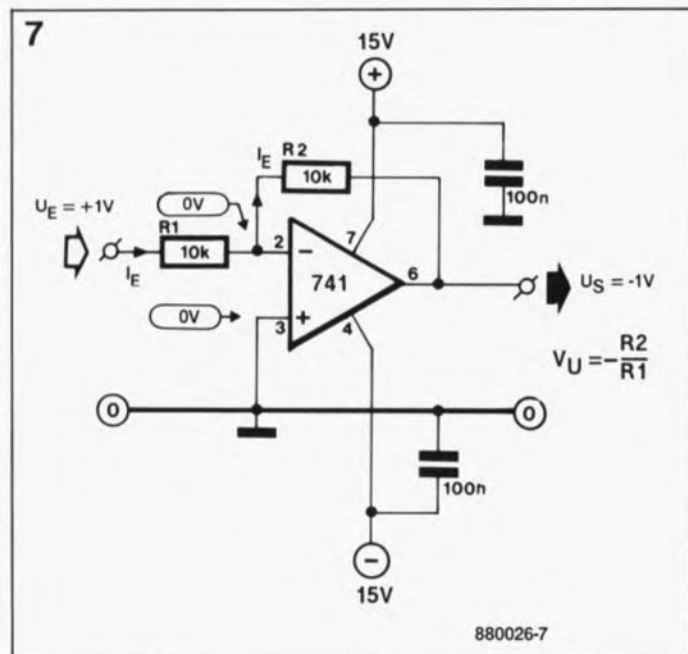 7
15V
+
I_E
R2
10k
100n
U_E = +1V
0V
R1
10k
I_E
2
−
7
741
6
U_S = -1V
0V
+
3
4
V_U = -R2/R1
0
0
100n
−
15V
880026-7